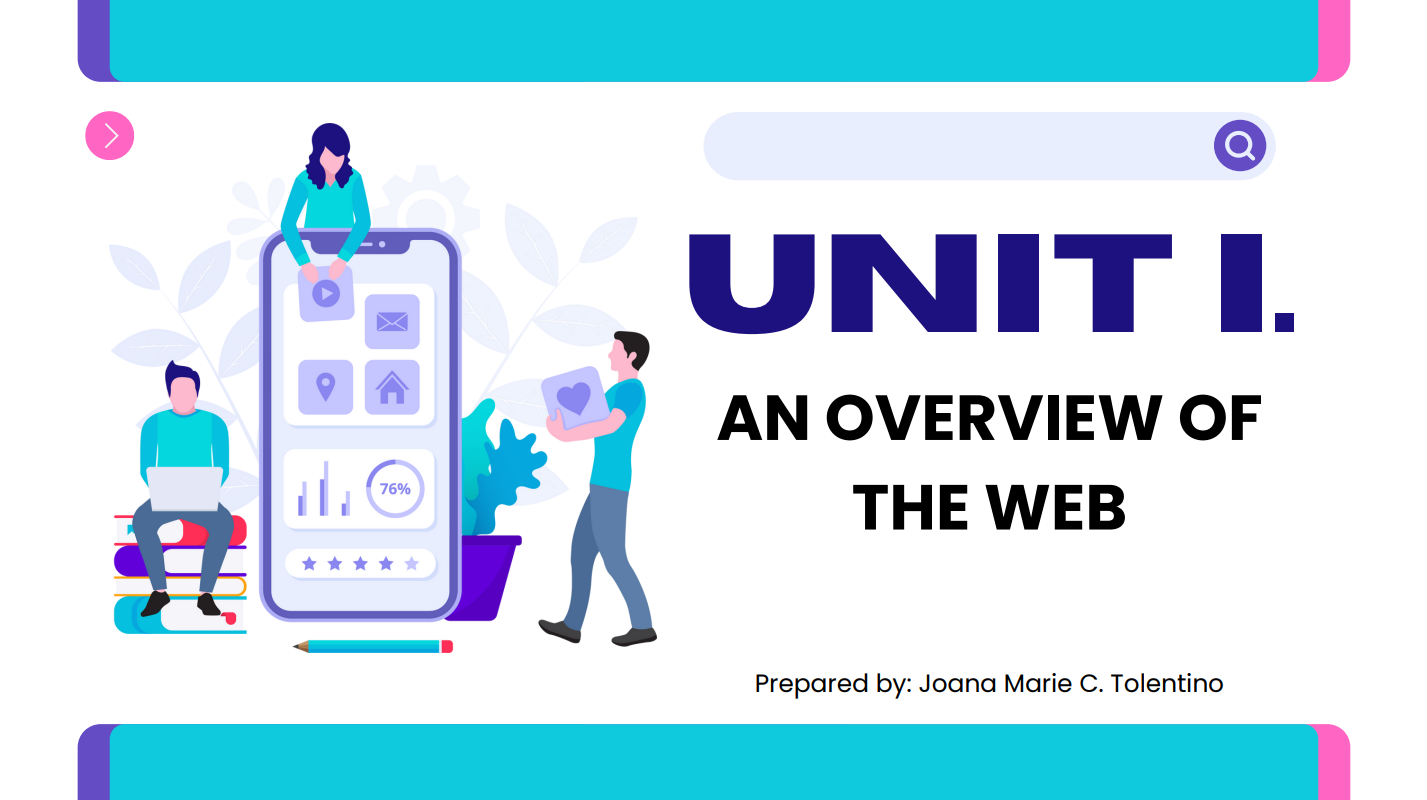 UNIT I.
AN OVERVIEW OF
THE WEB
76%
Prepared by: Joana Marie C. Tolentino